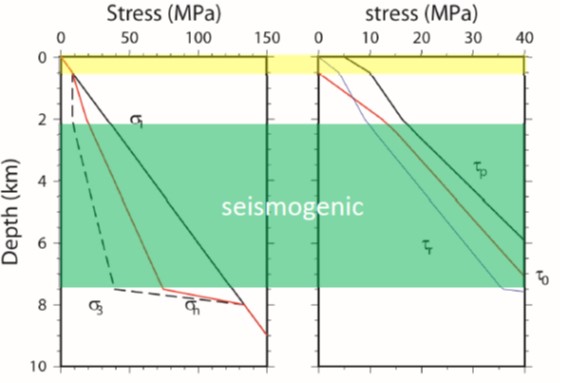 Stress (MPa) stress (MPa)
0 50 100 150 0 10 20 30 40
0
2
4
6
8
10
Depth (km)
σ₁
seismogenic
σ₃
σₕ
τₚ
τᵣ
τ₀